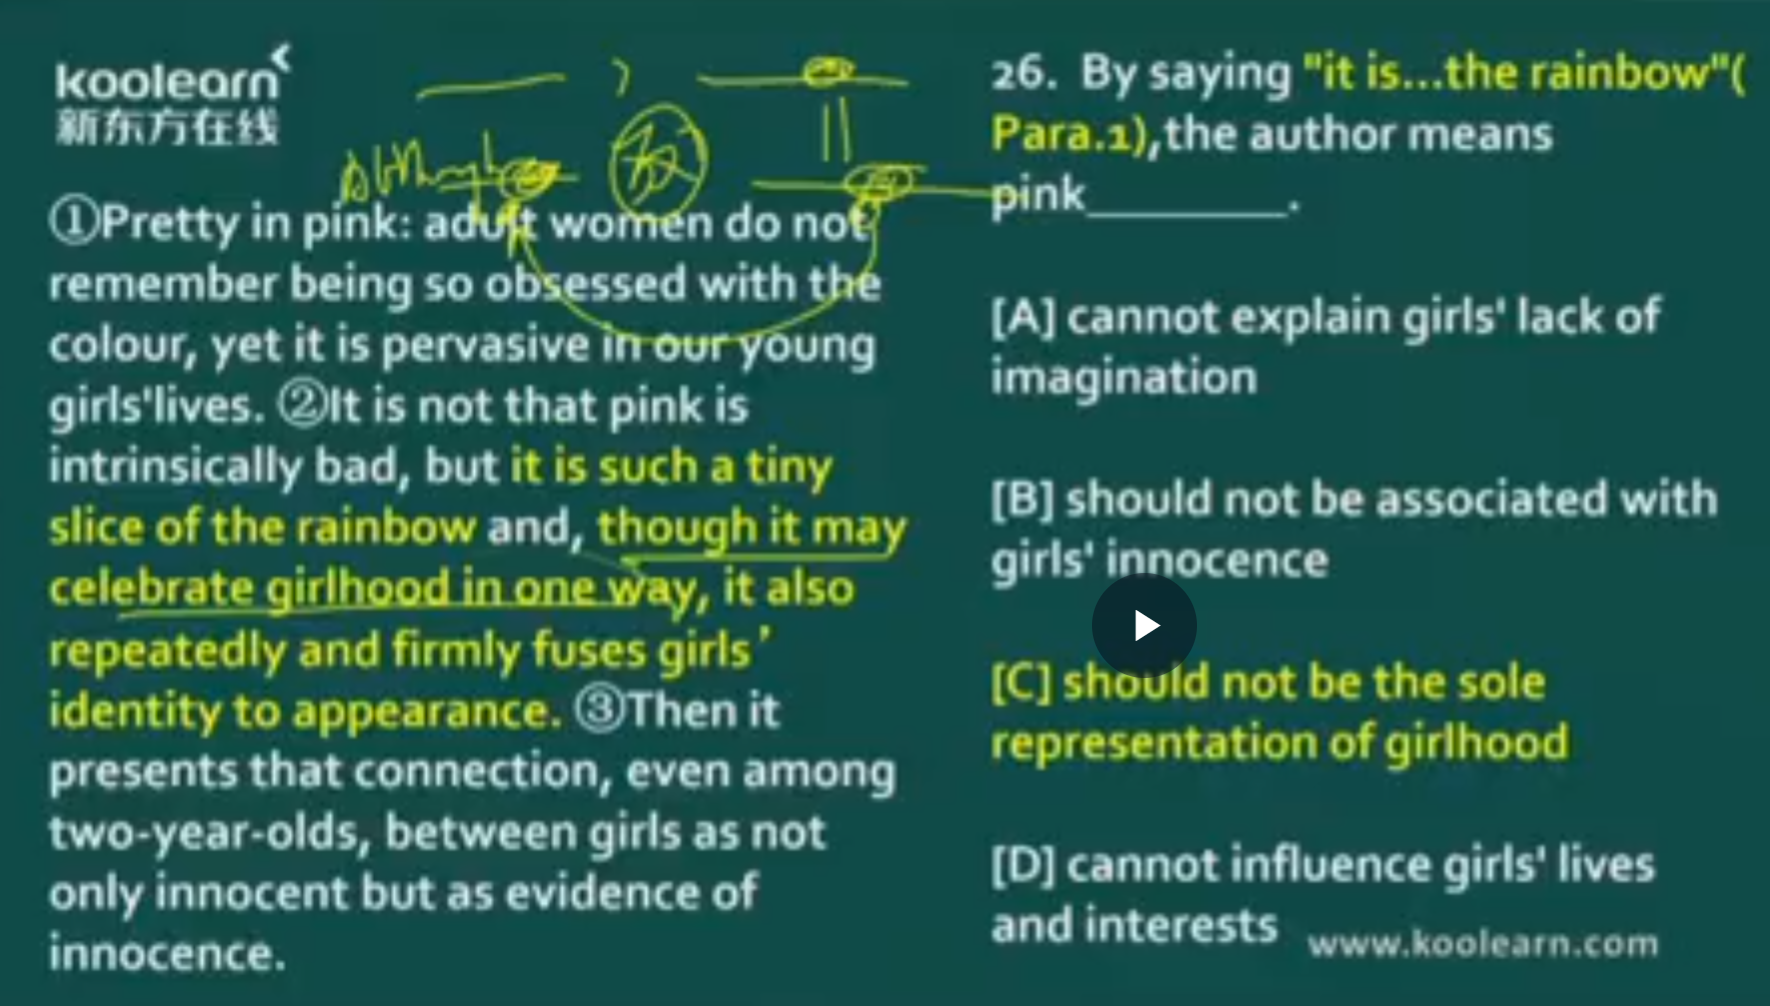 koolearn
新东方在线
Although
①Pretty in pink: adult women do not
remember being so obsessed with the
colour, yet it is pervasive in our young
girls'lives. ②It is not that pink is
intrinsically bad, but it is such a tiny
slice of the rainbow and, though it may
celebrate girlhood in one way, it also
repeatedly and firmly fuses girls’
identity to appearance. ③Then it
presents that connection, even among
two-year-olds, between girls as not
only innocent but as evidence of
innocence.
26. By saying "it is...the rainbow"(
Para.1),the author means
pink________.
[A] cannot explain girls' lack of
imagination
[B] should not be associated with
girls' innocence
[C] should not be the sole
representation of girlhood
[D] cannot influence girls' lives
and interests
www.koolearn.com